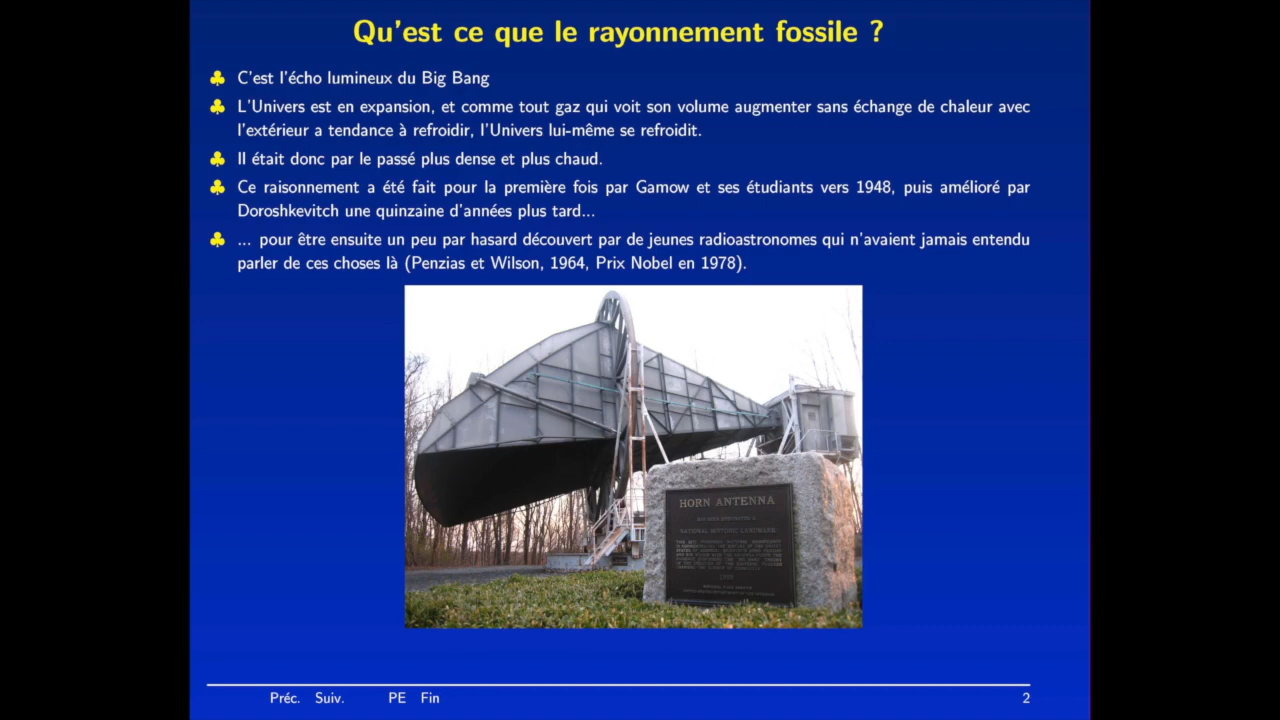 Qu'est ce que le rayonnement fossile ?
♣ C'est l'écho lumineux du Big Bang
♣ L'Univers est en expansion, et comme tout gaz qui voit son volume augmenter sans échange de chaleur avec
l'extérieur a tendance à refroidir, l'Univers lui-même se refroidit.
♣ Il était donc par le passé plus dense et plus chaud.
♣ Ce raisonnement a été fait pour la première fois par Gamow et ses étudiants vers 1948, puis amélioré par
Doroshkevitch une quinzaine d'années plus tard...
♣ ... pour être ensuite un peu par hasard découvert par de jeunes radioastronomes qui n'avaient jamais entendu
parler de ces choses là (Penzias et Wilson, 1964, Prix Nobel en 1978).
HORN ANTENNA
NATIONAL HISTORIC LANDMARK
Préc. Suiv. PE Fin 2